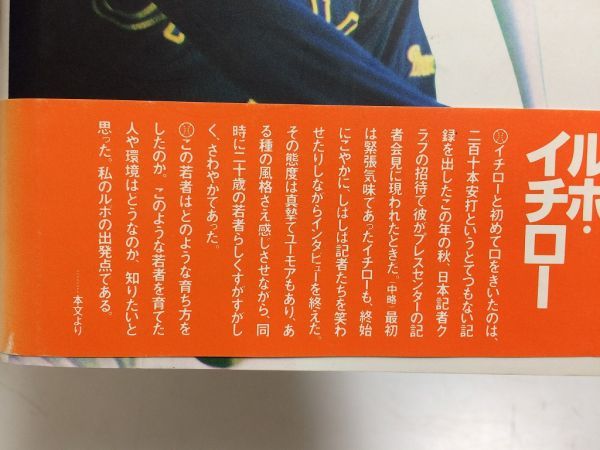 ルホ・
イチロー
イチローと初めて口をきいたのは、
二百十本安打というとてつもない記
録を出したこの年の秋、日本記者ク
ラブの招待で彼がプレスセンターの記
者会見に現われたときだ。〈中略〉最初
は緊張気味であったイチローも、終始
にこやかに、しばしば記者たちを笑わ
せたりしながらインタビューを終えた。
その態度は真摯でユーモアもあり、あ
る種の風格さえ感じさせながら、同
時に二十歳の若者らしくすがすがし
く、さわやかであった。
この若者はどのような育ち方を
したのか。このような若者を育てた
人や環境はどうなのか、知りたいと
思った。私のルホの出発点である。
………本文より